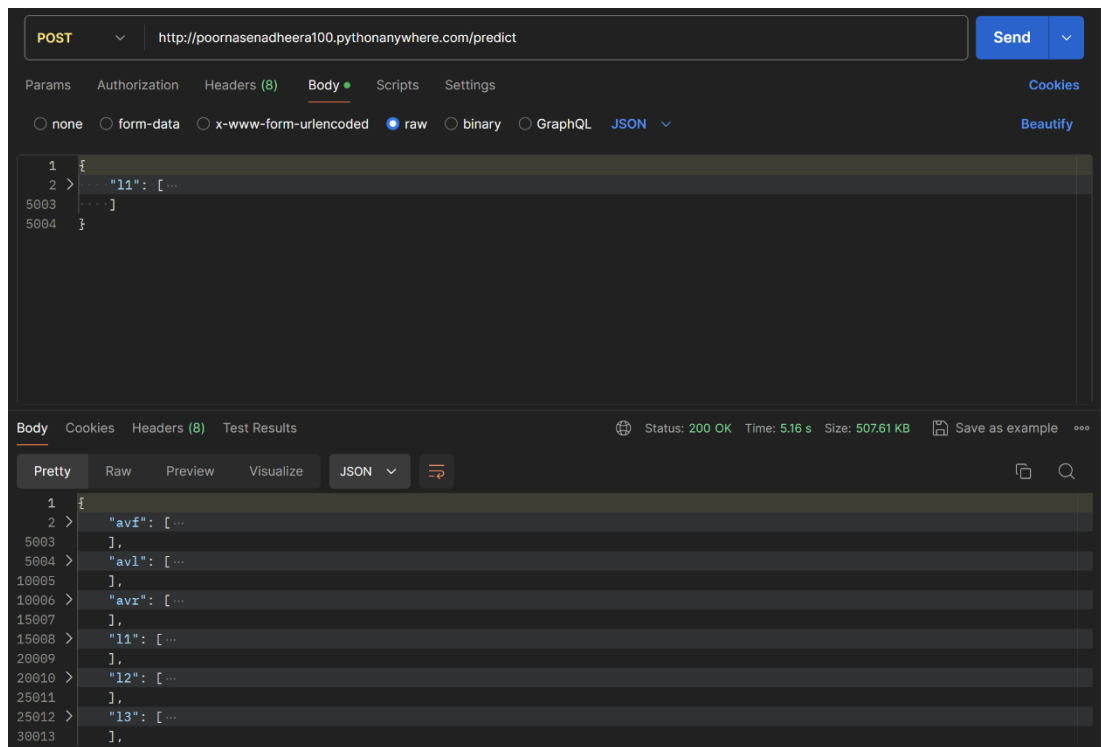 POST http://poornasenadheera100.pythonanywhere.com/predict Send
Params Authorization Headers (8) Body Scripts Settings Cookies
none form-data x-www-form-urlencoded raw binary GraphQL JSON Beautify
1 {
2 "l1": [...
5003 ]
5004 }
Body Cookies Headers (8) Test Results Status: 200 OK Time: 5.16 s Size: 507.61 KB Save as example
Pretty Raw Preview Visualize JSON
1 {
2 "avf": [...
5003 ],
5004 "avl": [...
10005 ],
10006 "avr": [...
15007 ],
15008 "l1": [...
20009 ],
20010 "l2": [...
25011 ],
25012 "l3": [...
30013 ],